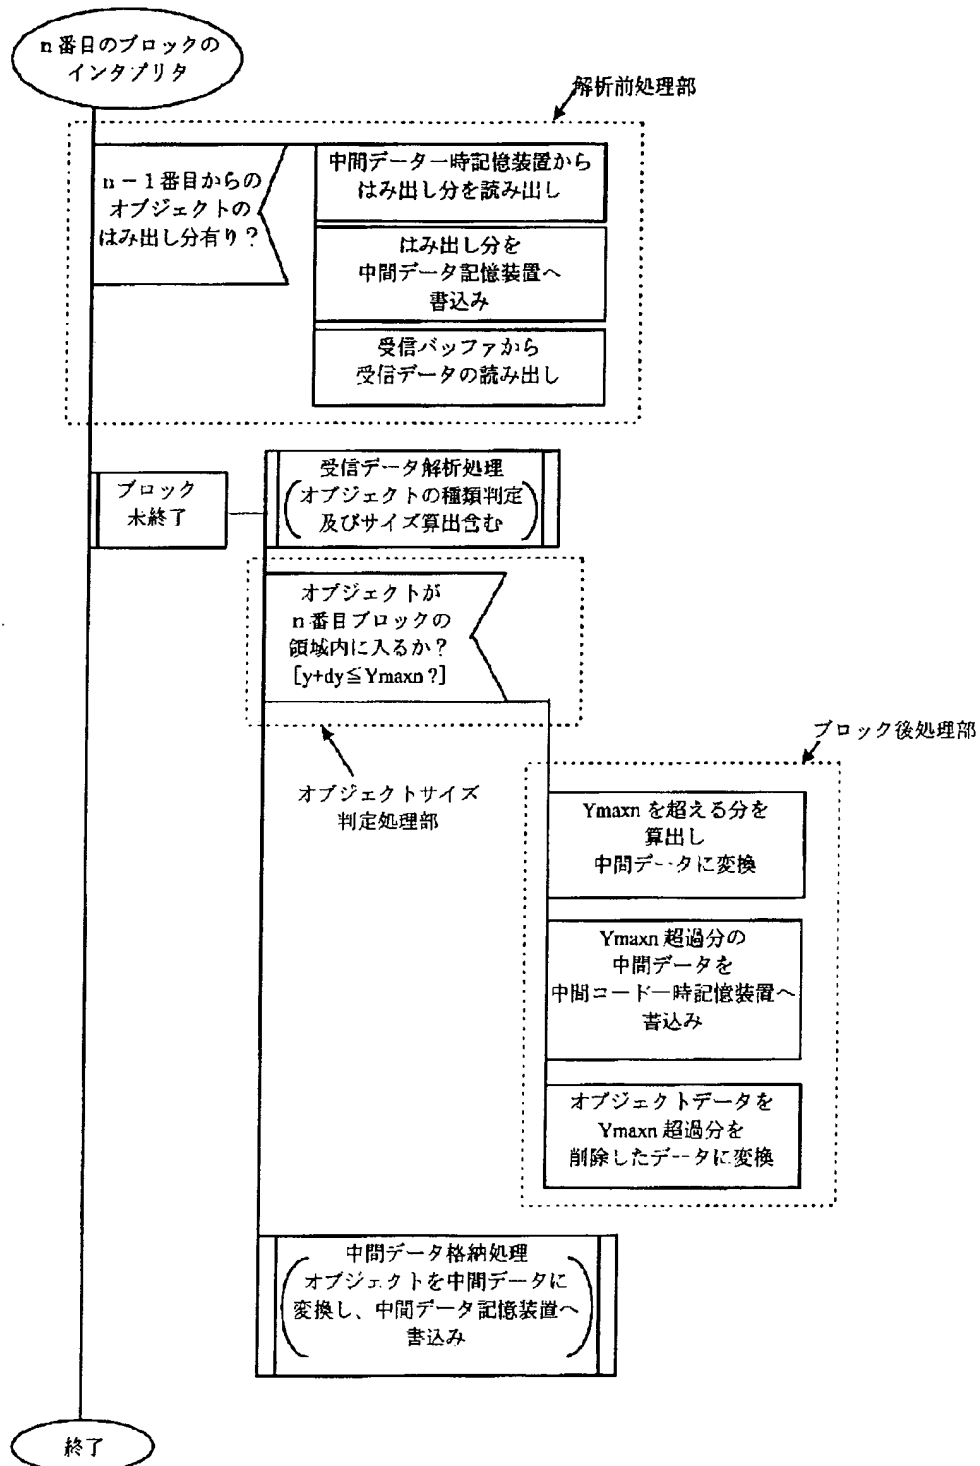 n番目のブロックの
インタプリタ
解析前処理部
n-1番目からの
オブジェクトの
はみ出し分有り?
中間データ一時記憶装置から
はみ出し分を読み出し
はみ出し分を
中間データ記憶装置へ
書込み
受信バッファから
受信データの読み出し
ブロック
未終了
受信データ解析処理
オブジェクトの種類判定
及びサイズ算出含む
オブジェクトが
n番目ブロックの
領域内に入るか?
[y+dy≦Ymaxn?]
ブロック後処理部
オブジェクトサイズ
判定処理部
Ymaxnを超える分を
算出し
中間データに変換
Ymaxn超過分の
中間データを
中間コード一時記憶装置へ
書込み
オブジェクトデータを
Ymaxn超過分を
削除したデータに変換
中間データ格納処理
オブジェクトを中間データに
変換し、中間データ記憶装置へ
書込み
終了